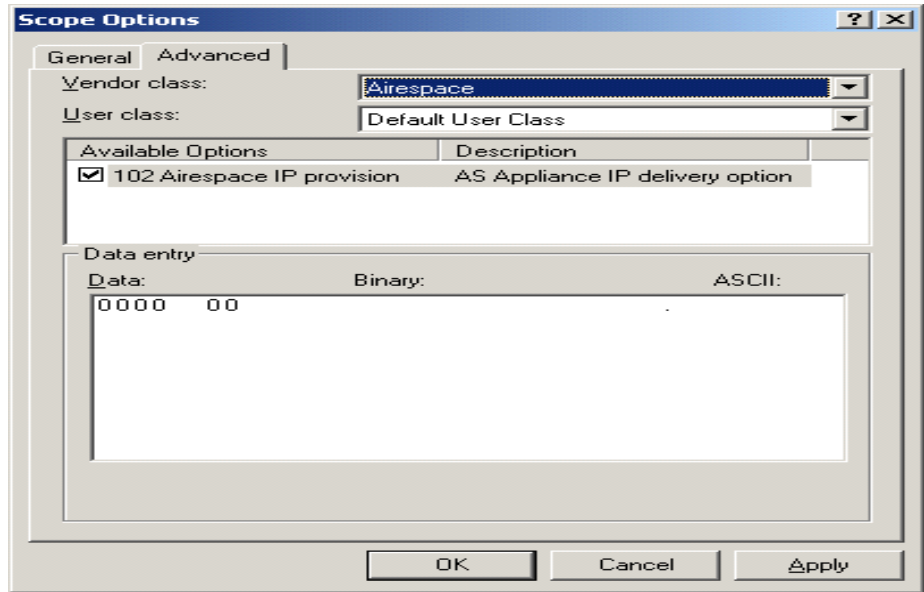 Scope Options
General Advanced
Vendor class: Airespace
User class: Default User Class
Available Options Description
102 Airespace IP provision AS Appliance IP delivery option
Data entry
Data: Binary: ASCII:
0000 00 .
OK Cancel Apply